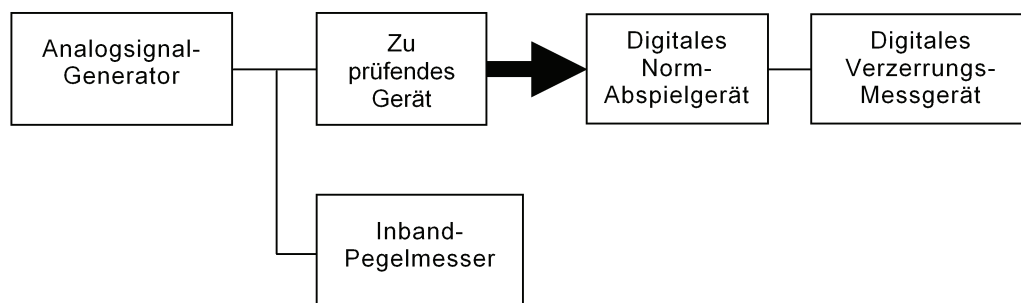 Analogsignal-
Generator
Zu
prüfendes
Gerät
Digitales
Norm-
Abspielgerät
Digitales
Verzerrungs-
Messgerät
Inband-
Pegelmesser